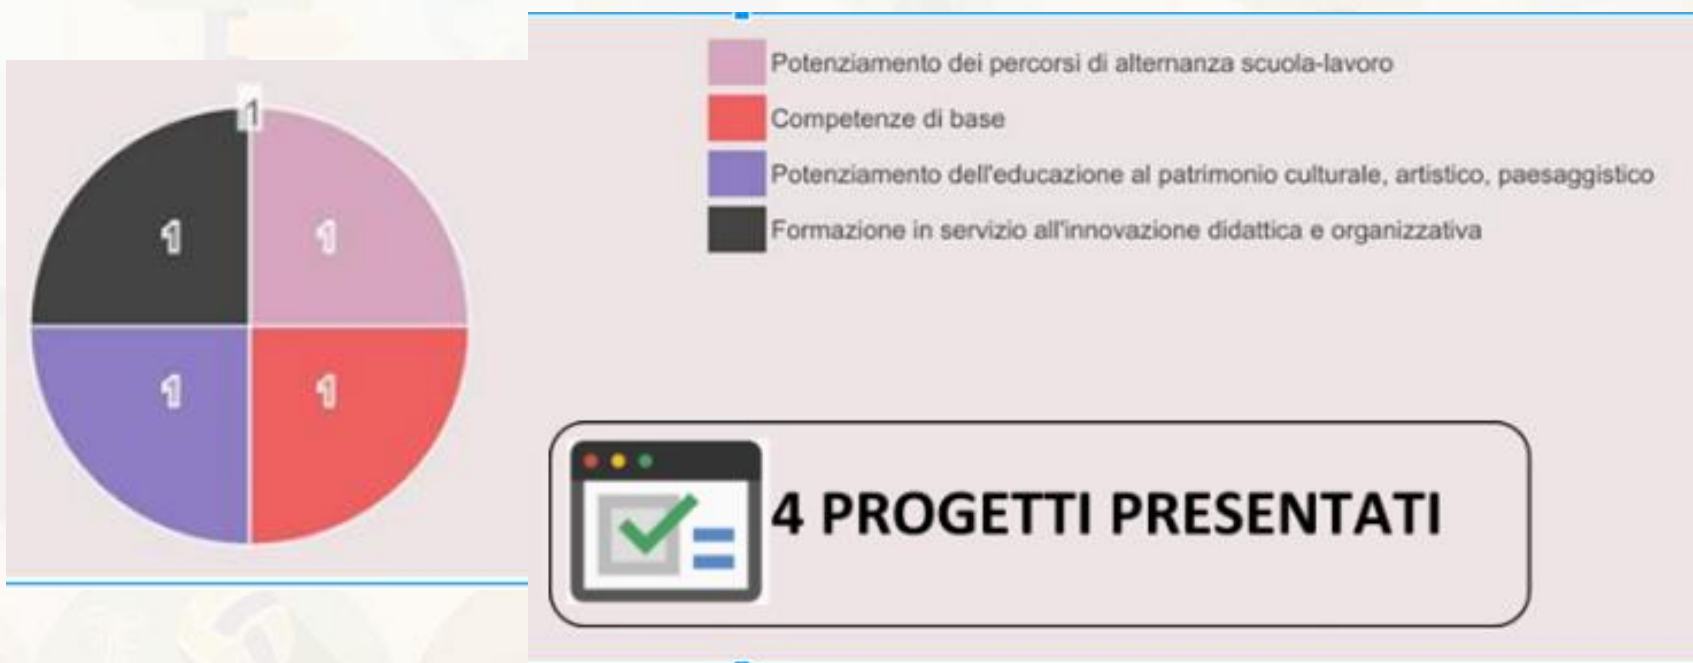 1
1
1
1
1
Potenziamento dei percorsi di alternanza scuola-lavoro
Competenze di base
Potenziamento dell'educazione al patrimonio culturale, artistico, paesaggistico
Formazione in servizio all'innovazione didattica e organizzativa
4 PROGETTI PRESENTATI